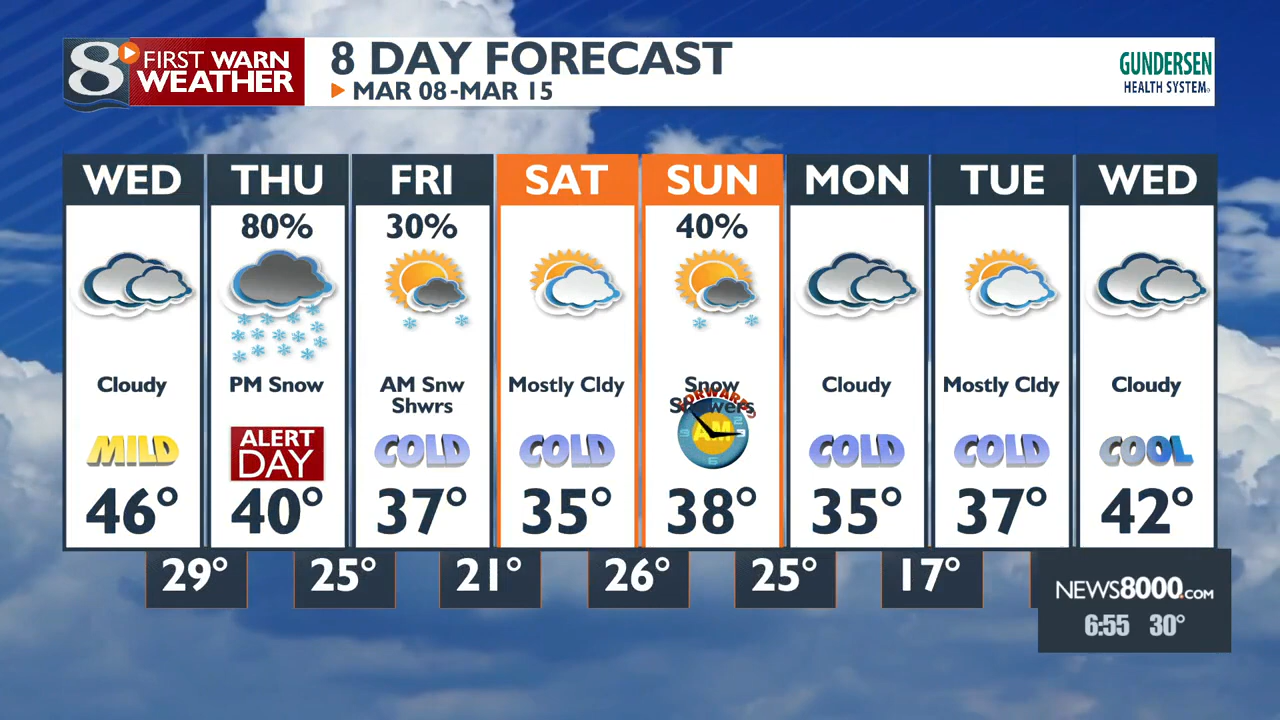 8
FIRST WARN
WEATHER
8 DAY FORECAST
MAR 08-MAR 15
GUNDERSEN
HEALTH SYSTEM
WED THU FRI SAT SUN MON TUE WED
80% 30% 40%
Cloudy PM Snow AM Snw Mostly Cldy Snow Cloudy Mostly Cldy Cloudy
Shwrs Showers
FORWARD
AM
MILD ALERT COLD COLD COLD COLD COOL
DAY
46° 40° 37° 35° 38° 35° 37° 42°
29° 25° 21° 26° 25° 17°
NEWS8000.COM
6:55 30°